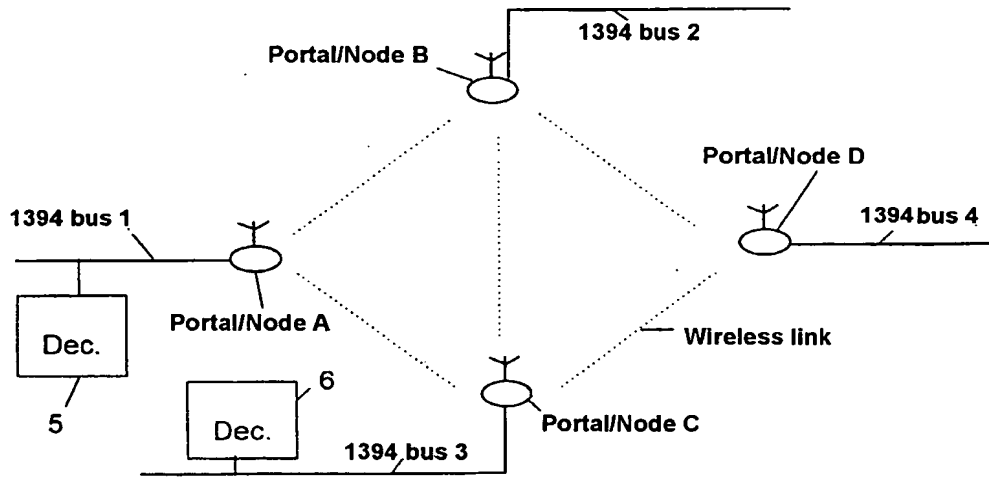 1394 bus 2
Portal/Node B
Portal/Node D
1394 bus 1
1394 bus 4
Portal/Node A
Dec.
5
Wireless link
6
Dec.
Portal/Node C
1394 bus 3